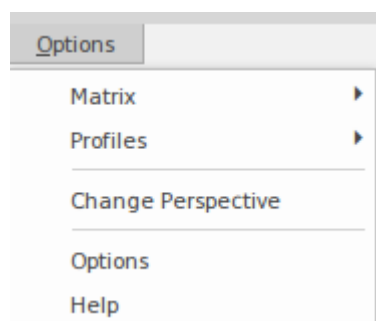 Options
Matrix
Profiles
Change Perspective
Options
Help